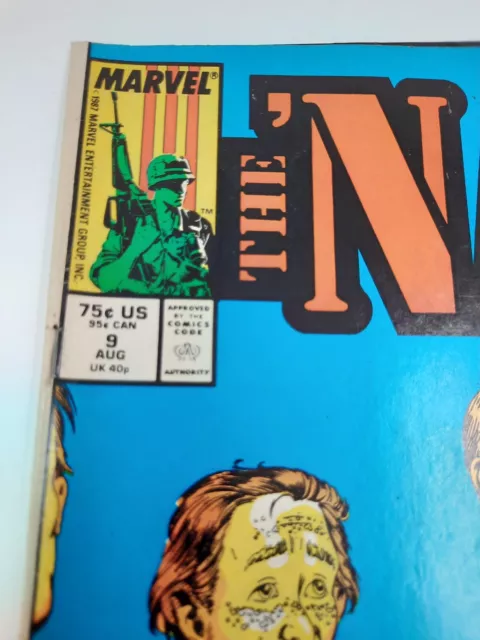 MARVEL®
© 1987 MARVEL ENTERTAINMENT GROUP, INC.
™
THE 'N
75¢ US
95¢ CAN
9
AUG
UK 40p
APPROVED
BY THE
COMICS
CODE
AUTHORITY